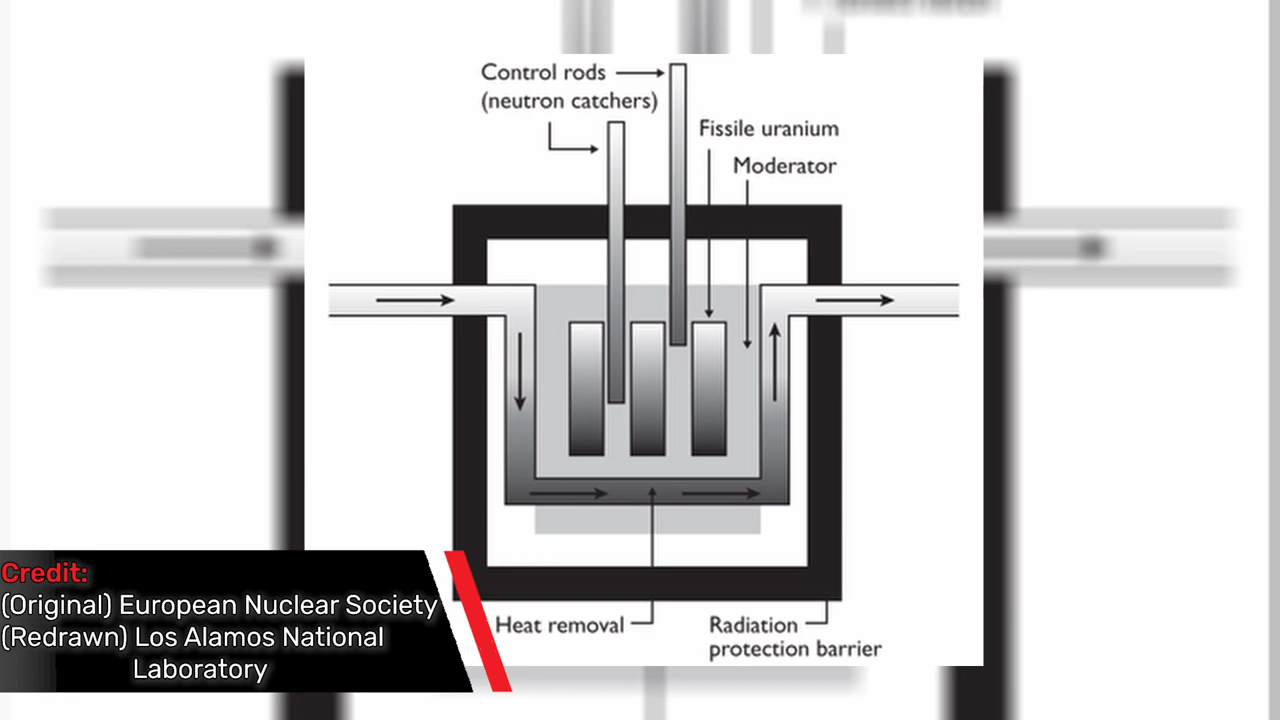 Control rods
(neutron catchers)
Fissile uranium
Moderator
Heat removal
Radiation
protection barrier
Credit:
(Original) European Nuclear Society
(Redrawn) Los Alamos National
Laboratory